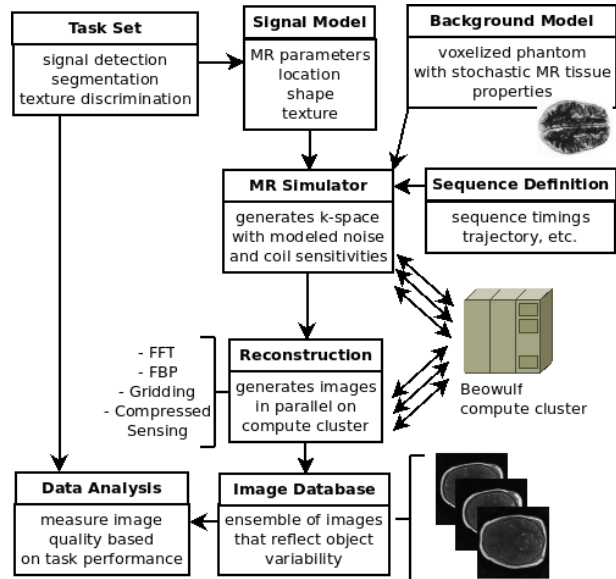 Task Set
signal detection
segmentation
texture discrimination
Signal Model
MR parameters
location
shape
texture
Background Model
voxelized phantom
with stochastic MR tissue
properties
MR Simulator
generates k-space
with modeled noise
and coil sensitivities
Sequence Definition
sequence timings
trajectory, etc.
- FFT
- FBP
- Gridding
- Compressed
Sensing
Reconstruction
generates images
in parallel on
compute cluster
Beowulf
compute cluster
Data Analysis
measure image
quality based
on task performance
Image Database
ensemble of images
that reflect object
variability